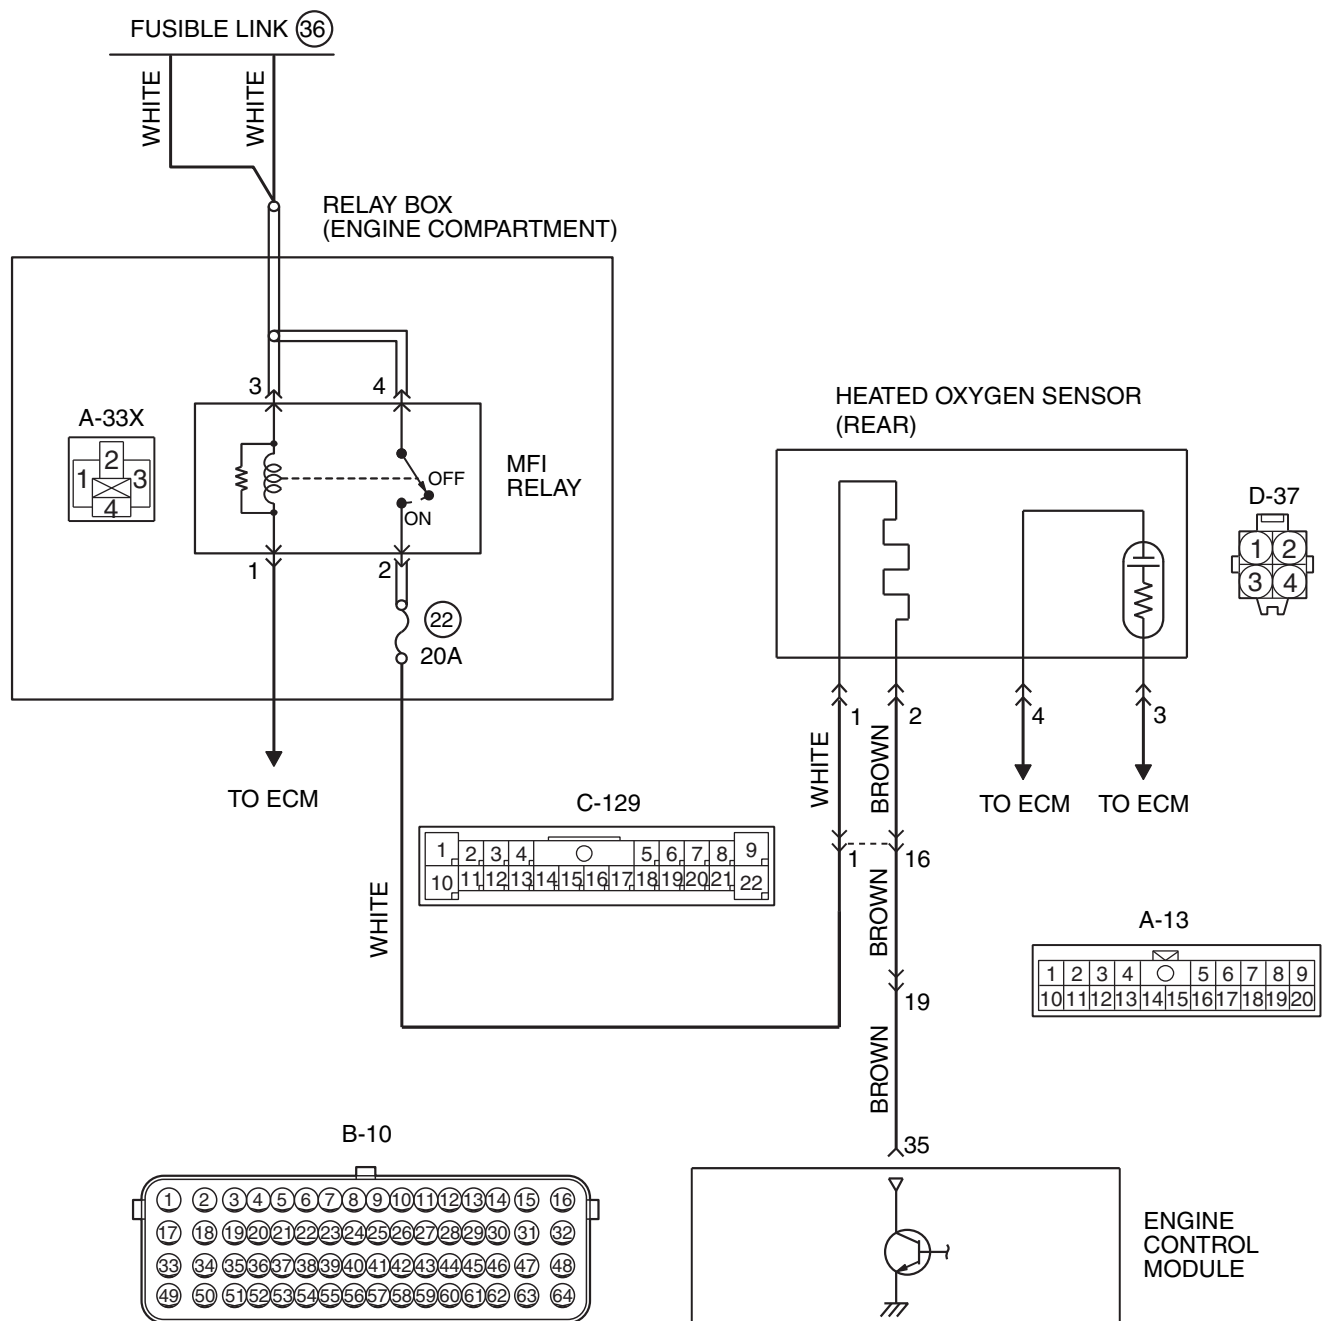 FUSIBLE LINK 36
WHITE
WHITE
RELAY BOX
(ENGINE COMPARTMENT)
3
4
A-33X
1
2
3
4
OFF
ON
MFI
RELAY
1
2
22
20A
TO ECM
HEATED OXYGEN SENSOR
(REAR)
D-37
1 2
3 4
1
2
4
3
WHITE
BROWN
TO ECM
TO ECM
C-129
1 2 3 4 5 6 7 8 9
10 11 12 13 14 15 16 17 18 19 20 21 22
1
16
WHITE
BROWN
A-13
1 2 3 4 5 6 7 8 9
10 11 12 13 14 15 16 17 18 19 20
19
BROWN
35
B-10
1 2 3 4 5 6 7 8 9 10 11 12 13 14 15 16
17 18 19 20 21 22 23 24 25 26 27 28 29 30 31 32
33 34 35 36 37 38 39 40 41 42 43 44 45 46 47 48
49 50 51 52 53 54 55 56 57 58 59 60 61 62 63 64
ENGINE
CONTROL
MODULE